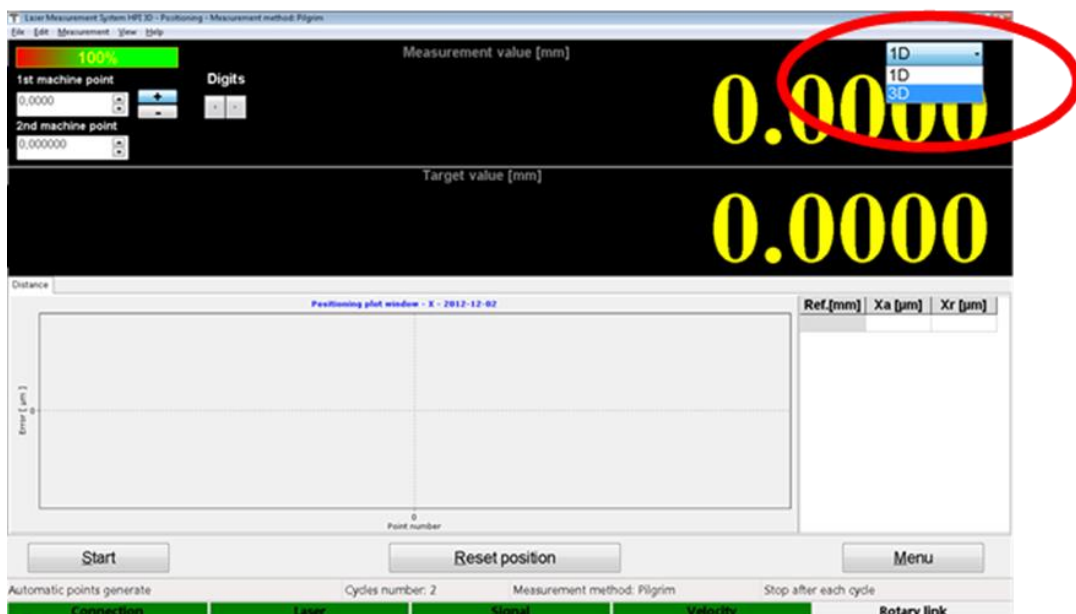 Laser Measurement System HPI 3D - Positioning - Measurement method: Pilgrim
File Edit Measurement View Help
100%
Measurement value [mm]
1D
1D
3D
1st machine point
Digits
0,0000
+
-
0.0000
2nd machine point
0,000000
Target value [mm]
0.0000
Distance
Positioning plot window - X - 2012-12-02
Ref.[mm] Xa [µm] Xr [µm]
Error [ µm ]
0
0
Point number
Start Reset position Menu
Automatic points generate Cycles number: 2 Measurement method: Pilgrim Stop after each cycle
Connection Laser Signal Velocity Rotary link